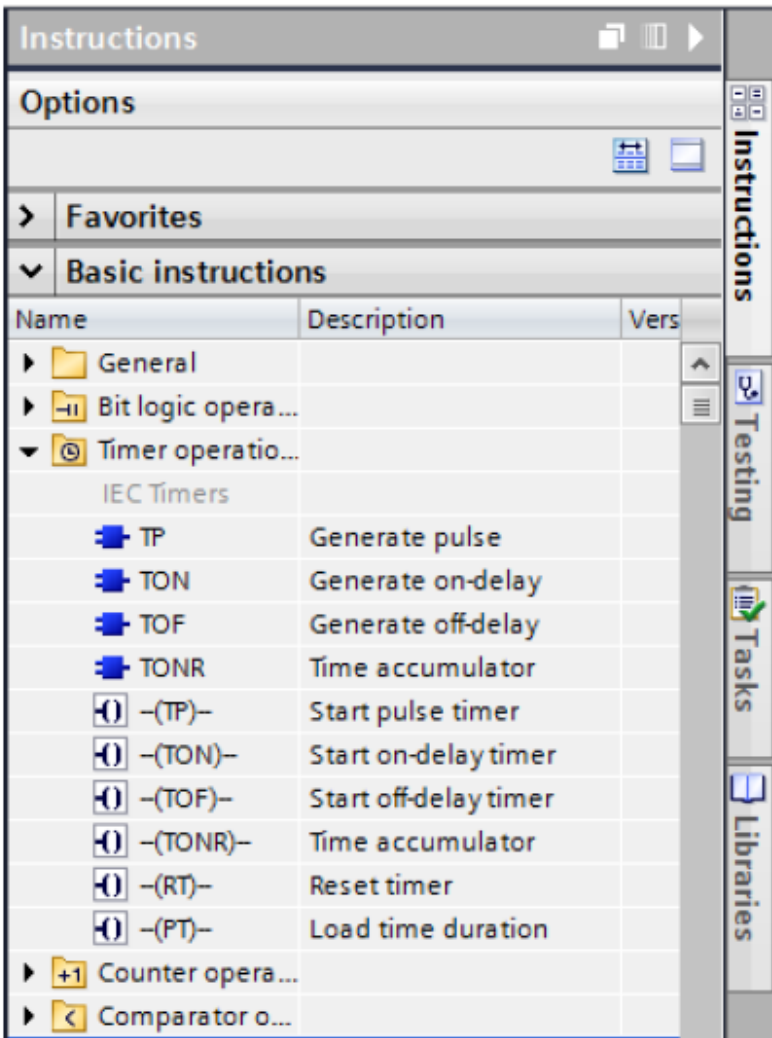 Instructions
Options
Favorites
Basic instructions
Name Description Vers
General
Bit logic opera...
Timer operatio...
IEC Timers
TP Generate pulse
TON Generate on-delay
TOF Generate off-delay
TONR Time accumulator
–(TP)– Start pulse timer
–(TON)– Start on-delay timer
–(TOF)– Start off-delay timer
–(TONR)– Time accumulator
–(RT)– Reset timer
–(PT)– Load time duration
+1 Counter opera...
Comparator o...
Instructions
Testing
Tasks
Libraries